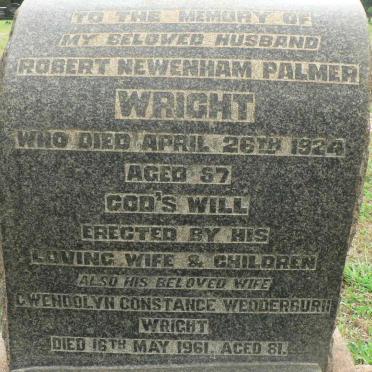 TO THE MEMORY OF
MY BELOVED HUSBAND
ROBERT NEWENHAM PALMER
WRIGHT
WHO DIED APRIL 26TH 1924
AGED 57
GOD'S WILL
ERECTED BY HIS
LOVING WIFE & CHILDREN
ALSO HIS BELOVED WIFE
GWENDOLYN CONSTANCE WEDDERBURN
WRIGHT
DIED 16TH MAY 1961. AGED 81.